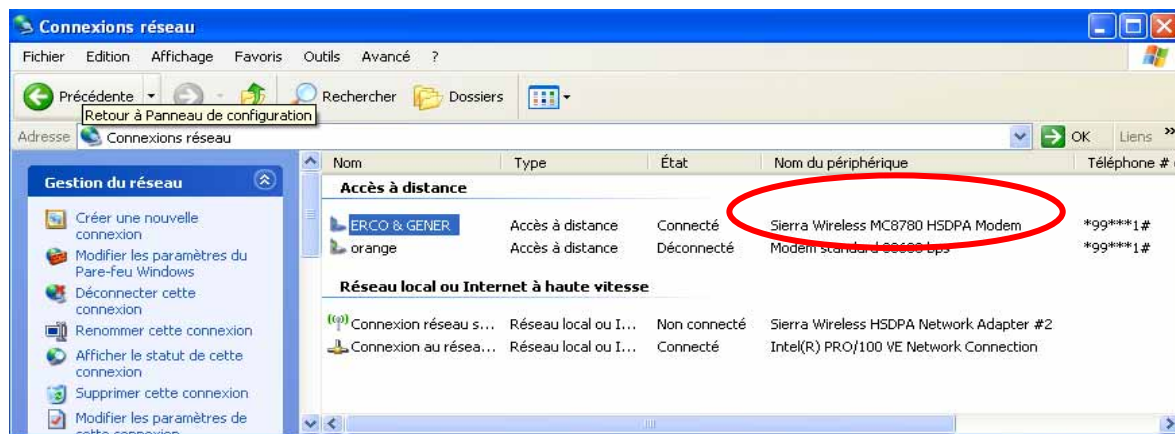 Connexions réseau
Fichier Edition Affichage Favoris Outils Avancé ?
Précédente Rechercher Dossiers
Retour à Panneau de configuration
Adresse Connexions réseau OK Liens »
Gestion du réseau
Créer une nouvelle
connexion
Modifier les paramètres du
Pare-feu Windows
Déconnecter cette
connexion
Renommer cette connexion
Afficher le statut de cette
connexion
Supprimer cette connexion
Modifier les paramètres de
cette connexion
Nom Type État Nom du périphérique Téléphone #
Accès à distance
ERCO & GENER Accès à distance Connecté Sierra Wireless MC8780 HSDPA Modem *99***1#
orange Accès à distance Déconnecté Modem standard bps *99***1#
Réseau local ou Internet à haute vitesse
Connexion réseau s... Réseau local ou I... Non connecté Sierra Wireless HSDPA Network Adapter #2
Connexion au résea... Réseau local ou I... Connecté Intel(R) PRO/100 VE Network Connection